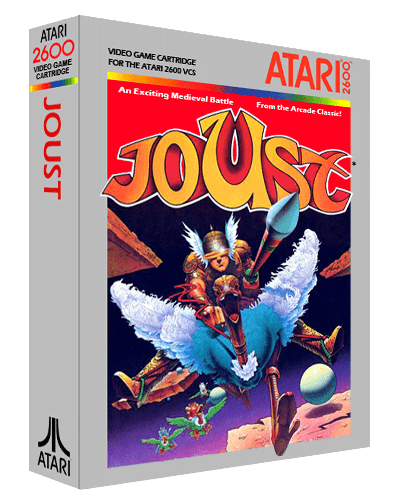 ATARI
2600
VIDEO GAME
CARTRIDGE
JOUST
ATARI
VIDEO GAME CARTRIDGE
FOR THE ATARI 2600 VCS
ATARI
2600
An Exciting Medieval Battle
From the Arcade Classic!
JOUST*